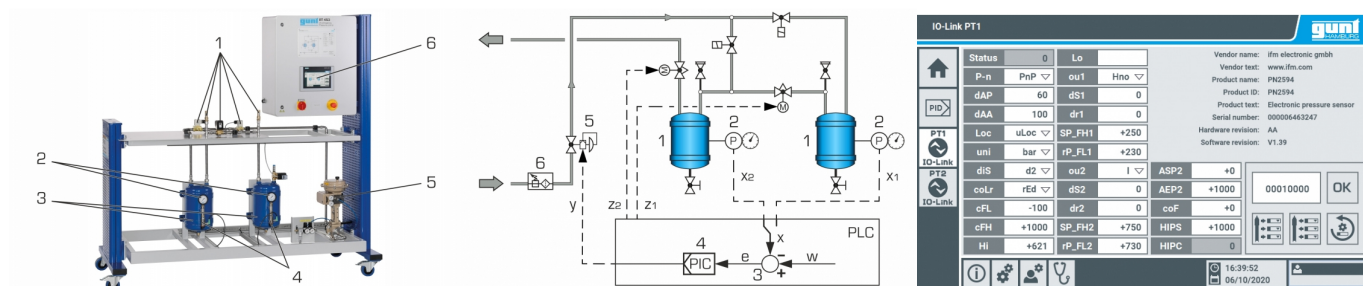 1
gunt
6
2
3
4
5
5
6
1
2
1
2
x2
x1
z2
z1
y
x
PLC
4
PIC
e
3
w
-
+
P
P
M
M
IO-Link PT1
gunt
HAMBURG
PID
PT1
IO-Link
PT2
IO-Link
Status 0 Lo
P-n PnP ou1 Hno
dAP 60 dS1 0
dAA 100 dr1 0
Loc uLoc SP_FH1 +250
uni bar rP_FL1 +230
diS d2 ou2 I ASP2 +0
coLr rEd dS2 0 AEP2 +1000
cFL -100 dr2 0 coF +0
cFH +1000 SP_FH2 +750 HIPS +1000
Hi +621 rP_FL2 +730 HIPC 0
Vendor name: ifm electronic gmbh
Vendor text: www.ifm.com
Product name: PN2594
Product ID: PN2594
Product text: Electronic pressure sensor
Serial number: 000006463247
Hardware revision: AA
Software revision: V1.39
00010000 OK
16:39:52
06/10/2020